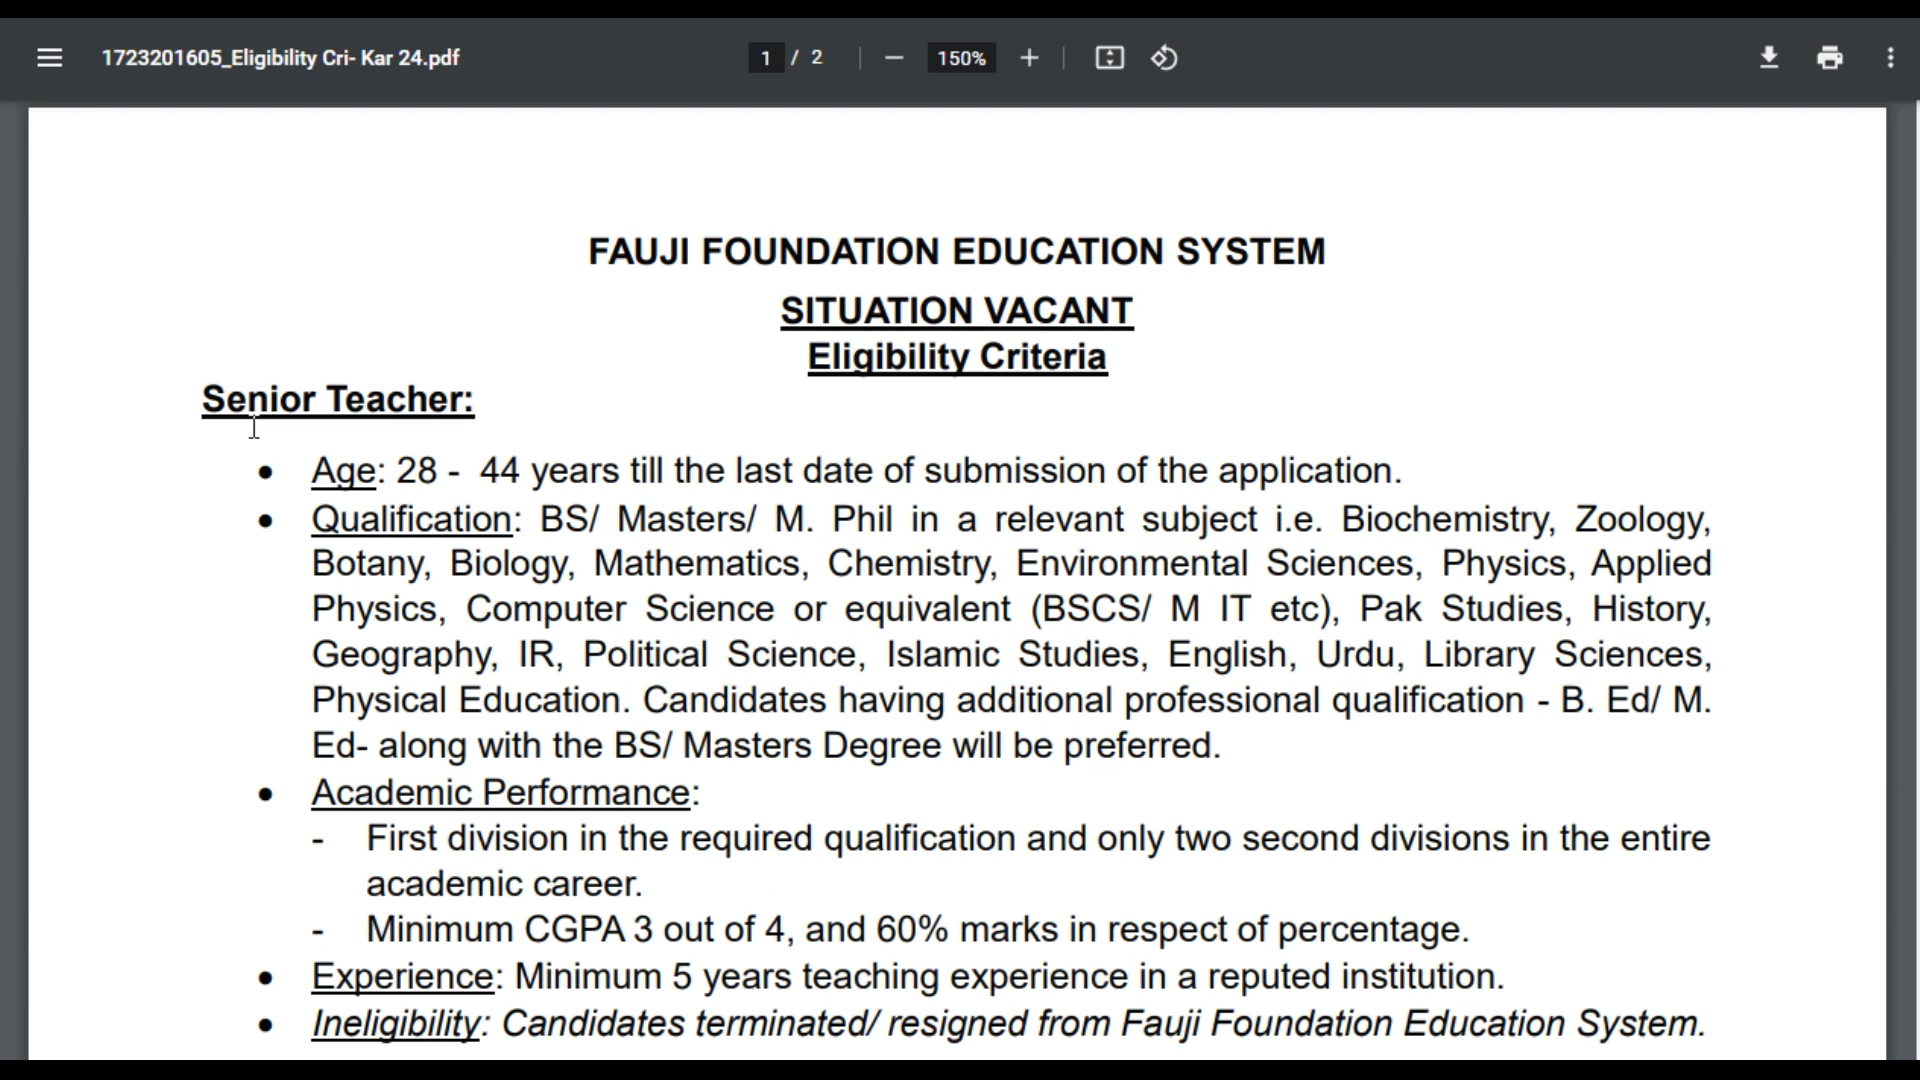 1723201605_Eligibility Cri- Kar 24.pdf
1 / 2
150%
FAUJI FOUNDATION EDUCATION SYSTEM
SITUATION VACANT
Eligibility Criteria
Senior Teacher:
• Age: 28 -  44 years till the last date of submission of the application.
• Qualification: BS/ Masters/ M. Phil in a relevant subject i.e. Biochemistry, Zoology,
Botany, Biology, Mathematics, Chemistry, Environmental Sciences, Physics, Applied
Physics, Computer Science or equivalent (BSCS/ M IT etc), Pak Studies, History,
Geography, IR, Political Science, Islamic Studies, English, Urdu, Library Sciences,
Physical Education. Candidates having additional professional qualification - B. Ed/ M.
Ed- along with the BS/ Masters Degree will be preferred.
• Academic Performance:
- First division in the required qualification and only two second divisions in the entire
academic career.
- Minimum CGPA 3 out of 4, and 60% marks in respect of percentage.
• Experience: Minimum 5 years teaching experience in a reputed institution.
• Ineligibility: Candidates terminated/ resigned from Fauji Foundation Education System.